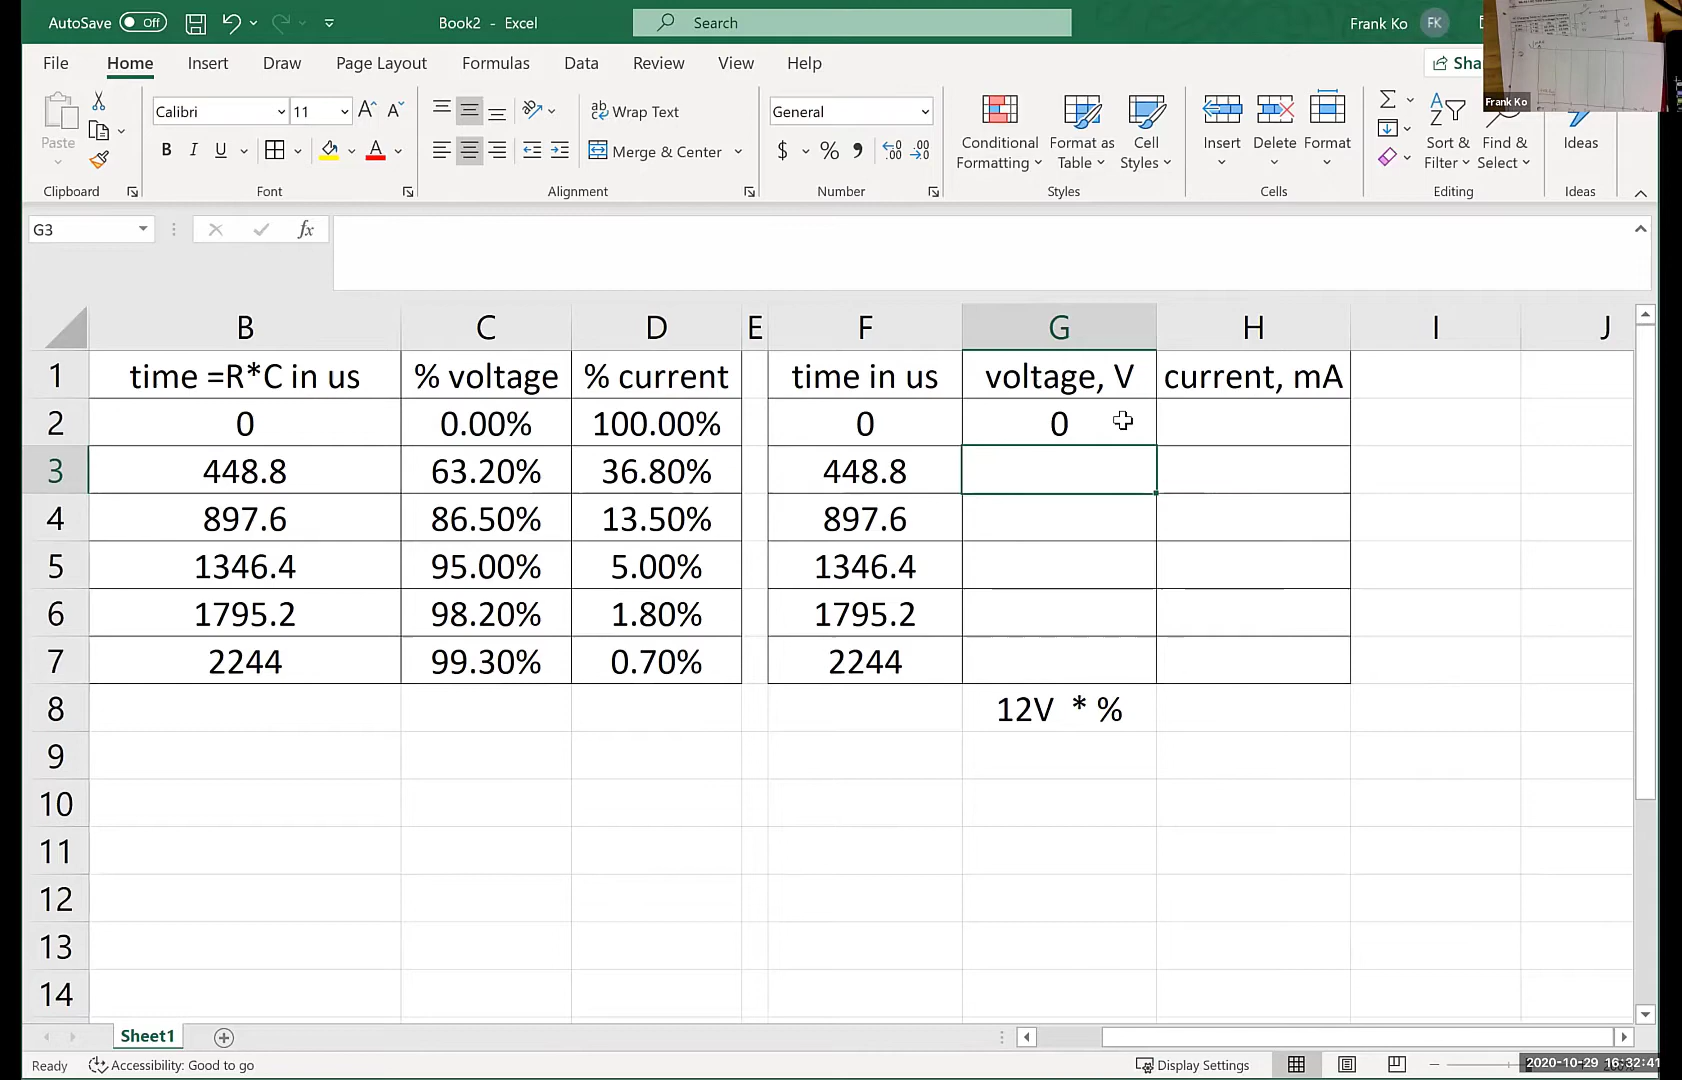 AutoSave Off Book2 - Excel Search Frank Ko FK
File Home Insert Draw Page Layout Formulas Data Review View Help Sha
Frank Ko
Paste Calibri 11 A A Wrap Text General Conditional Formatting Format as Table Cell Styles Insert Delete Format Sort & Filter Find & Select Ideas
B I U A Merge & Center $ % , .00
Clipboard Font Alignment Number Styles Cells Editing Ideas
G3 fx
B C D E F G H I J
1 time =R*C in us % voltage % current time in us voltage, V current, mA
2 0 0.00% 100.00% 0 0
3 448.8 63.20% 36.80% 448.8
4 897.6 86.50% 13.50% 897.6
5 1346.4 95.00% 5.00% 1346.4
6 1795.2 98.20% 1.80% 1795.2
7 2244 99.30% 0.70% 2244
8 12V * %
9
10
11
12
13
14
Sheet1
Ready Accessibility: Good to go Display Settings 2020-10-29 16:32:41